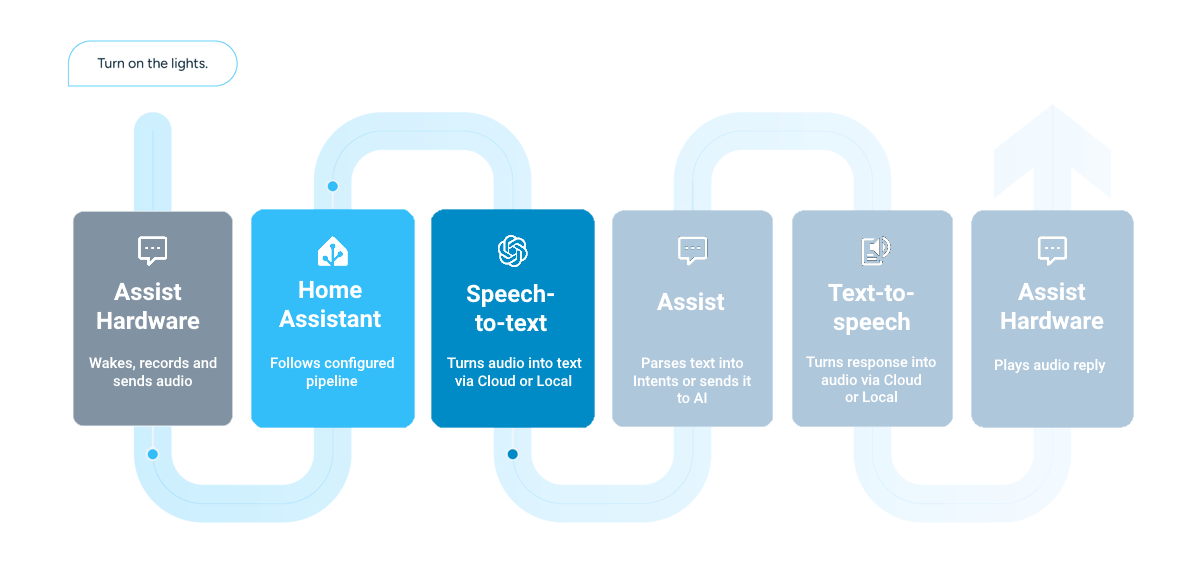 Turn on the lights.
Assist
Hardware
Wakes, records and
sends audio
Home
Assistant
Follows configured
pipeline
Speech-
to-text
Turns audio into text
via Cloud or Local
Assist
Parses text into
Intents or sends it
to AI
Text-to-
speech
Turns response into
audio via Cloud
or Local
Assist
Hardware
Plays audio reply